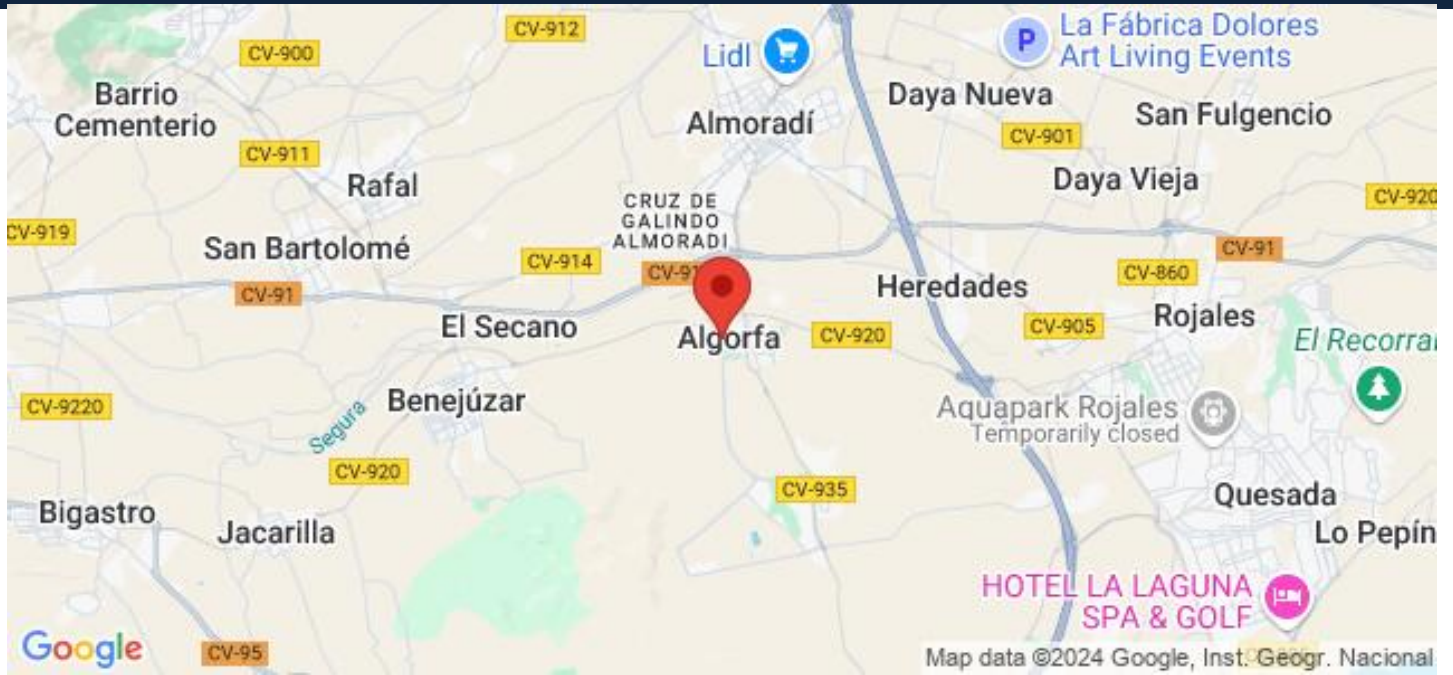 CV-912
La Fábrica Dolores
Art Living Events
P
CV-900
Lidl
Barrio
Cementerio
Daya Nueva
San Fulgencio
Almoradí
CV-901
CV-911
Rafal
Daya Vieja
CV-920
CRUZ DE
GALINDO
ALMORADI
CV-919
San Bartolomé
CV-91
CV-914
CV-860
Heredades
CV-91
Rojales
El Secano
Algorfa
CV-920
CV-905
Benejúzar
CV-9220
Segura
Aquapark Rojales
Temporarily closed
CV-920
CV-935
Quesada
Bigastro
Jacarilla
HOTEL LA LAGUNA
SPA & GOLF
Google
CV-95
Map data ©2024 Google, Inst. Geogr. Nacional